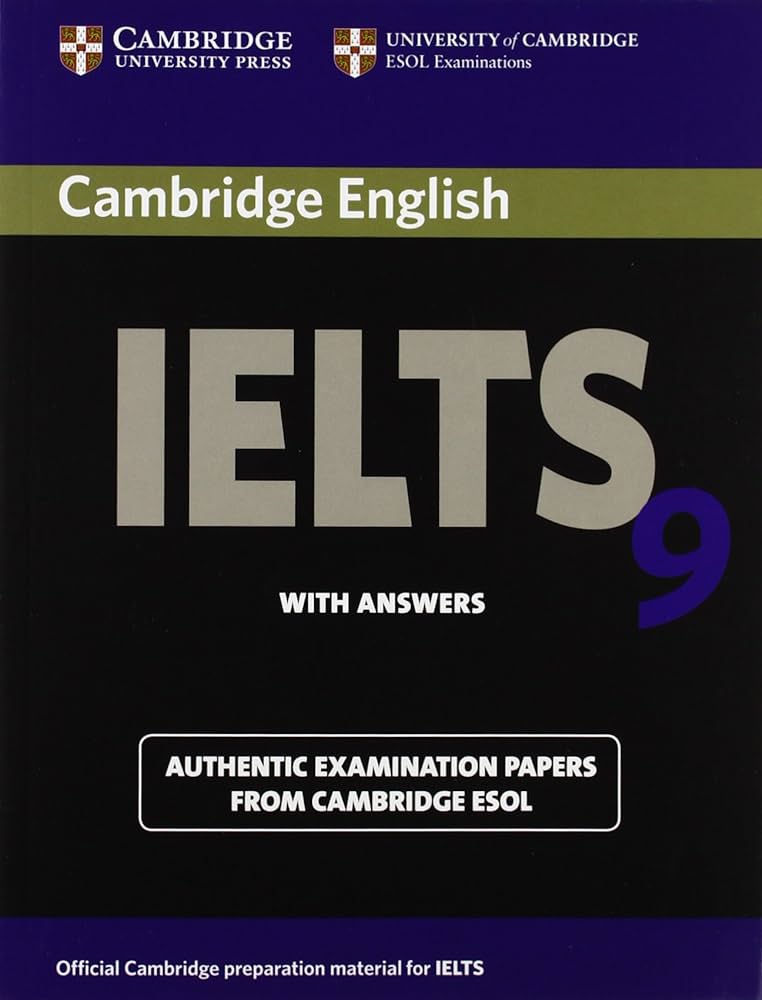 CAMBRIDGE
UNIVERSITY PRESS
UNIVERSITY of CAMBRIDGE
ESOL Examinations
Cambridge English
IELTS
9
WITH ANSWERS
AUTHENTIC EXAMINATION PAPERS
FROM CAMBRIDGE ESOL
Official Cambridge preparation material for IELTS